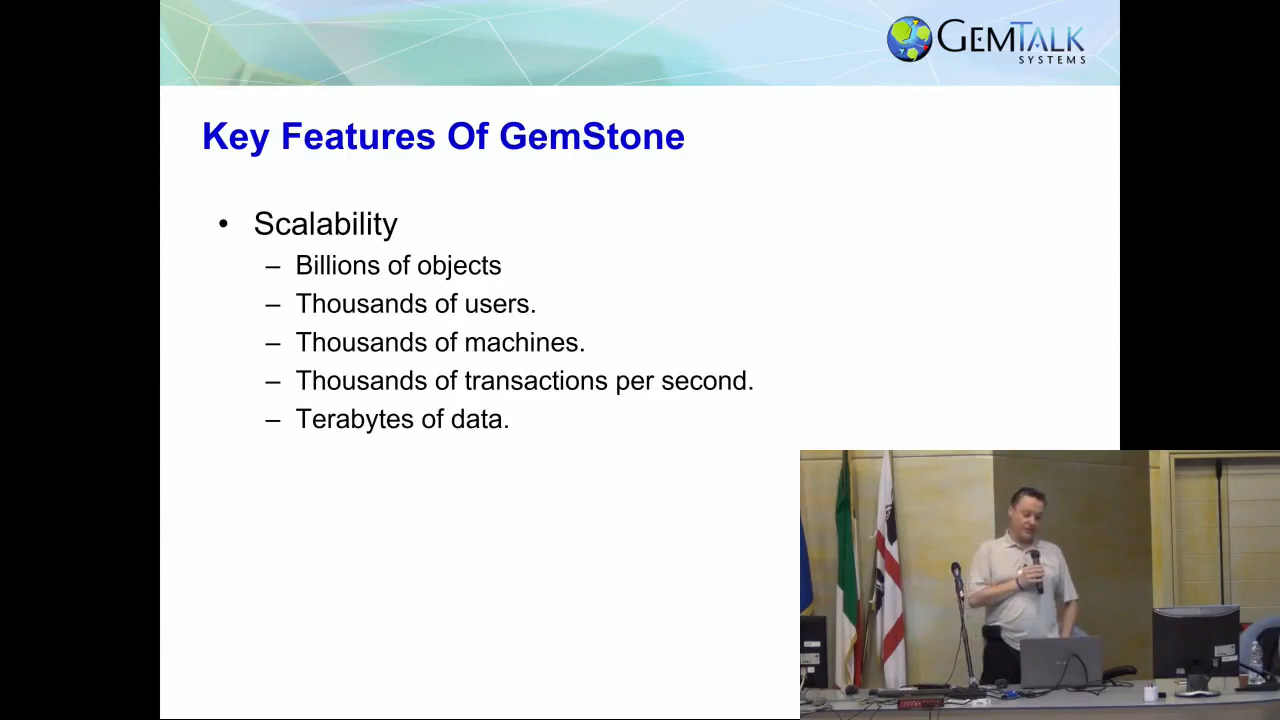 GEMTALK
SYSTEMS
Key Features Of GemStone
• Scalability
– Billions of objects
– Thousands of users.
– Thousands of machines.
– Thousands of transactions per second.
– Terabytes of data.